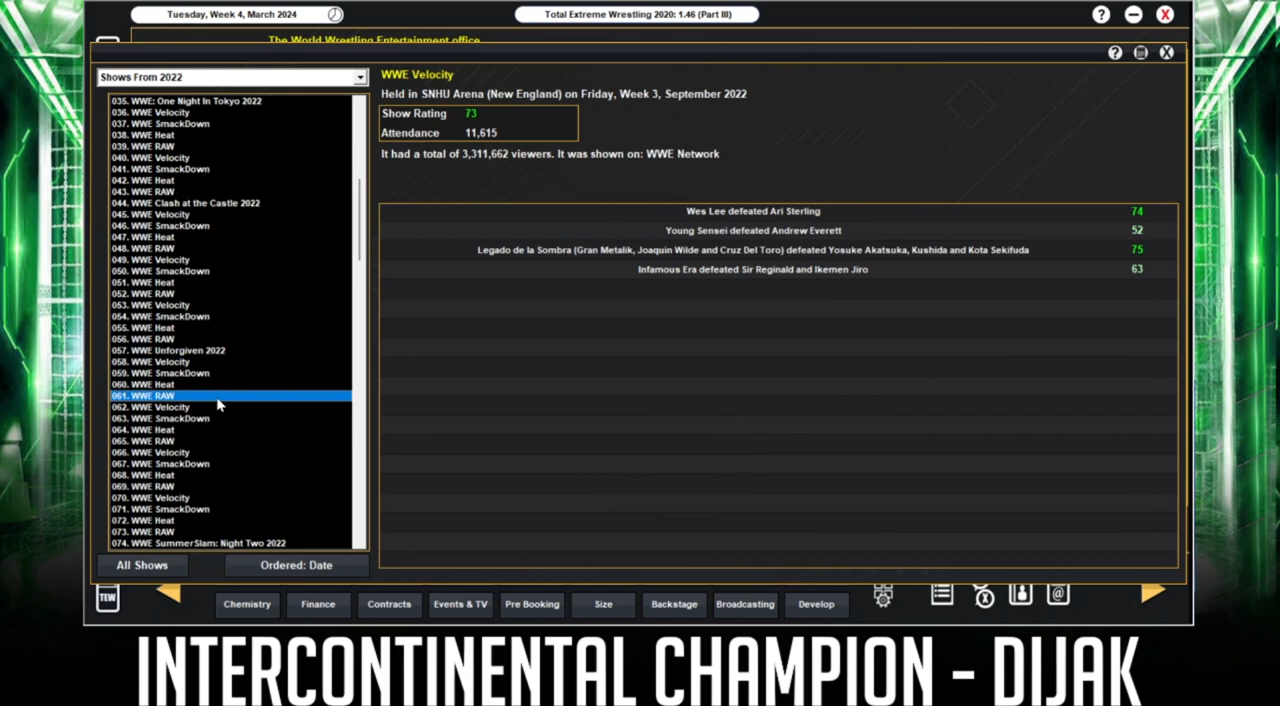 Tuesday, Week 4, March 2024
Total Extreme Wrestling 2020: 1.46 (Part III)
? X
The World Wrestling Entertainment office
? X
Shows From 2022
WWE Velocity
Held in SNHU Arena (New England) on Friday, Week 3, September 2022
Show Rating 73
Attendance 11,615
It had a total of 3,311,662 viewers. It was shown on: WWE Network
035. WWE: One Night In Tokyo 2022
036. WWE Velocity
037. WWE SmackDown
038. WWE Heat
039. WWE RAW
040. WWE Velocity
041. WWE SmackDown
042. WWE Heat
043. WWE RAW
044. WWE Clash at the Castle 2022
045. WWE Velocity
046. WWE SmackDown
047. WWE Heat
048. WWE RAW
049. WWE Velocity
050. WWE SmackDown
051. WWE Heat
052. WWE RAW
053. WWE Velocity
054. WWE SmackDown
055. WWE Heat
056. WWE RAW
057. WWE Unforgiven 2022
058. WWE Velocity
059. WWE SmackDown
060. WWE Heat
061. WWE RAW
062. WWE Velocity
063. WWE SmackDown
064. WWE Heat
065. WWE RAW
066. WWE Velocity
067. WWE SmackDown
068. WWE Heat
069. WWE RAW
070. WWE Velocity
071. WWE SmackDown
072. WWE Heat
073. WWE RAW
074. WWE SummerSlam: Night Two 2022
Wes Lee defeated Ari Sterling 74
Young Sensei defeated Andrew Everett 52
Legado de la Sombra (Gran Metalik, Joaquin Wilde and Cruz Del Toro) defeated Yosuke Akatsuka, Kushida and Kota Sekifuda 75
Infamous Era defeated Sir Reginald and Ikemen Jiro 63
All Shows
Ordered: Date
TEW
Chemistry
Finance
Contracts
Events & TV
Pre Booking
Size
Backstage
Broadcasting
Develop
INTERCONTINENTAL CHAMPION - DIJAK